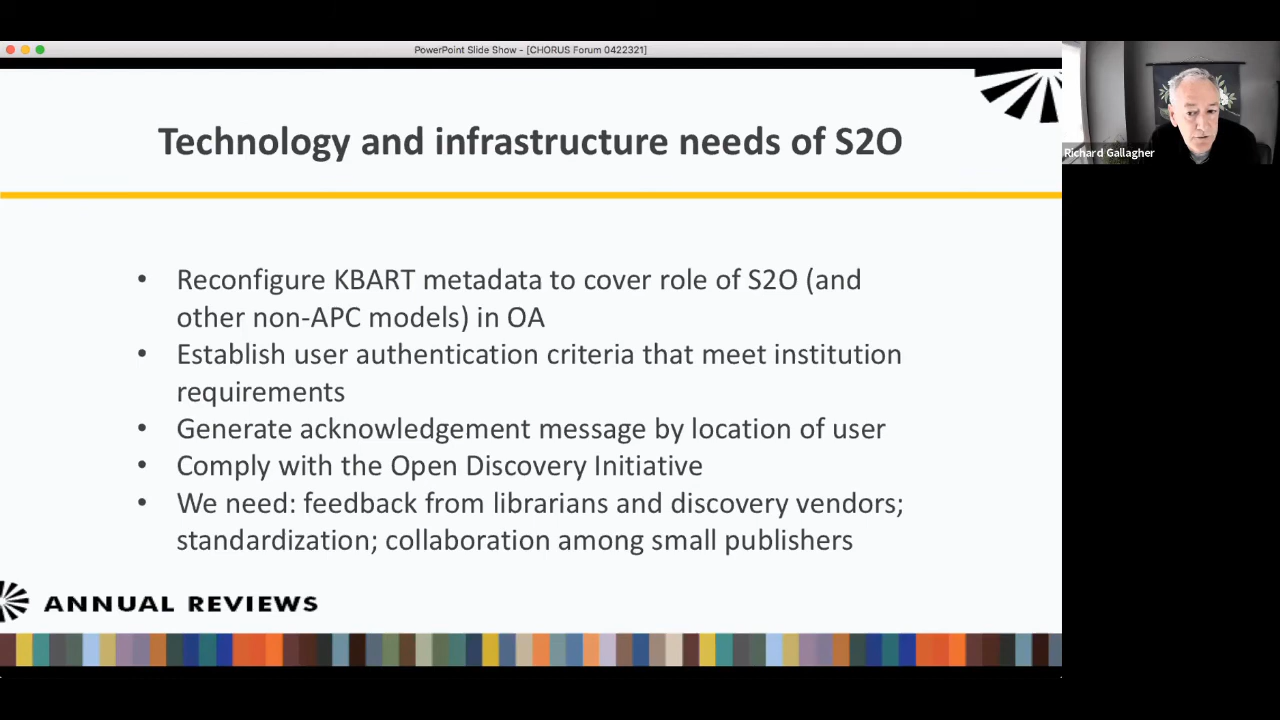 PowerPoint Slide Show - [CHORUS Forum 0422321]
Technology and infrastructure needs of S2O
Richard Gallagher
• Reconfigure KBART metadata to cover role of S2O (and
other non-APC models) in OA
• Establish user authentication criteria that meet institution
requirements
• Generate acknowledgement message by location of user
• Comply with the Open Discovery Initiative
• We need: feedback from librarians and discovery vendors;
standardization; collaboration among small publishers
ANNUAL REVIEWS